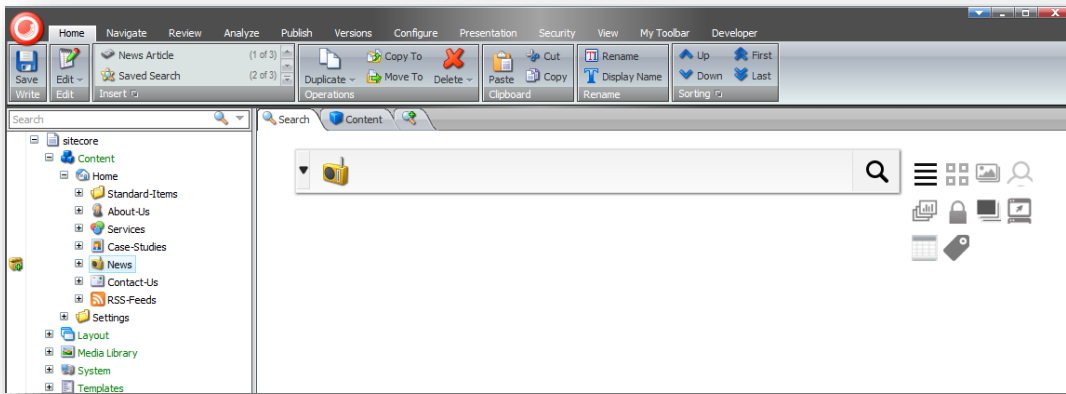 Home Navigate Review Analyze Publish Versions Configure Presentation Security View My Toolbar Developer
News Article (1 of 3) Copy To Cut Rename Up First
Saved Search (2 of 3) Move To Copy Display Name Down Last
Save Edit Duplicate Delete Paste
Write Edit Insert Operations Clipboard Rename Sorting
Search Search Content
sitecore
Content
Home
Standard-Items
About-Us
Services
Case-Studies
News
Contact-Us
RSS-Feeds
Settings
Layout
Media Library
System
Templates